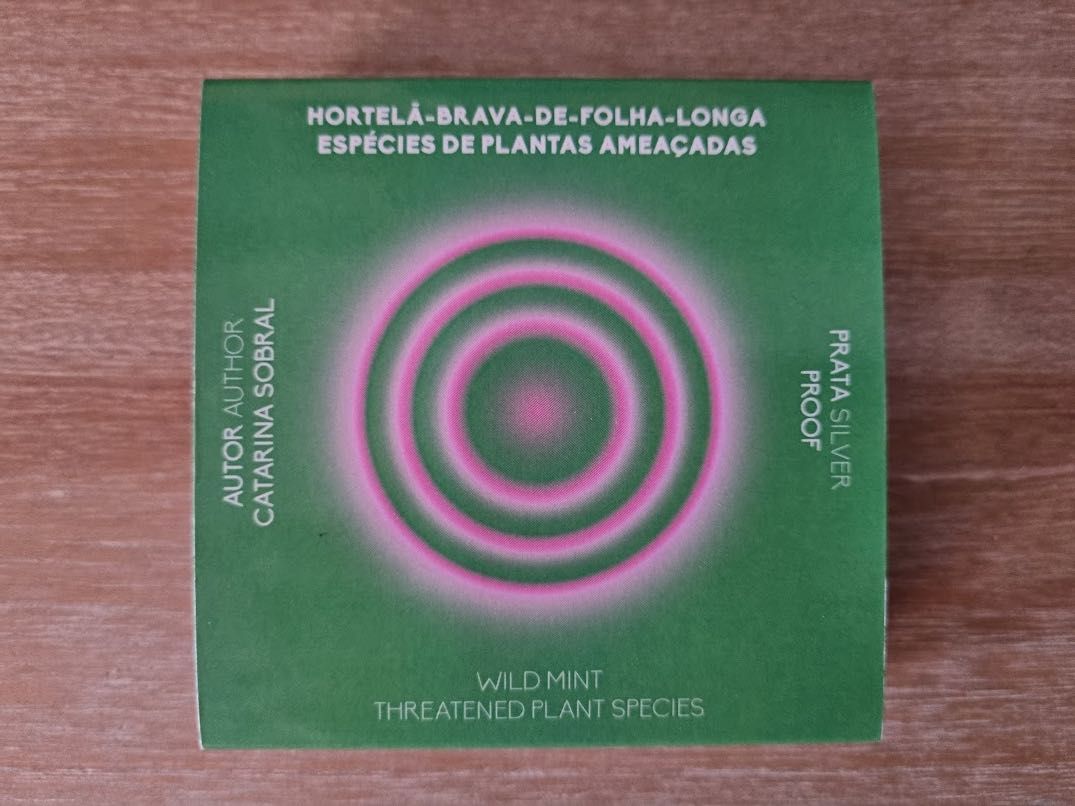 HORTELÃ-BRAVA-DE-FOLHA-LONGA
ESPÉCIES DE PLANTAS AMEAÇADAS
AUTOR AUTHOR
CATARINA SOBRAL
PRATA SILVER
PROOF
WILD MINT
THREATENED PLANT SPECIES